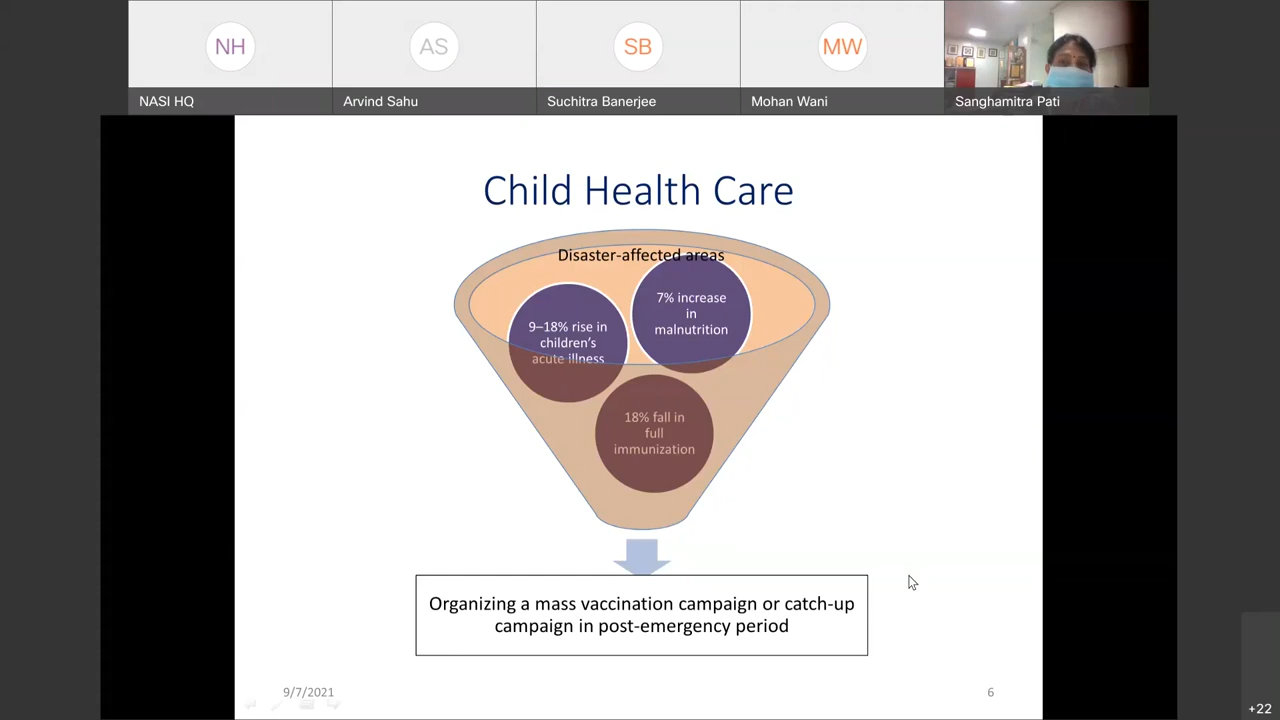 NH
AS
SB
MW
NASI HQ
Arvind Sahu
Suchitra Banerjee
Mohan Wani
Sanghamitra Pati
Child Health Care
Disaster-affected areas
7% increase
in
malnutrition
9–18% rise in
children's
acute illness
18% fall in
full
immunization
Organizing a mass vaccination campaign or catch-up
campaign in post-emergency period
9/7/2021
6
+22